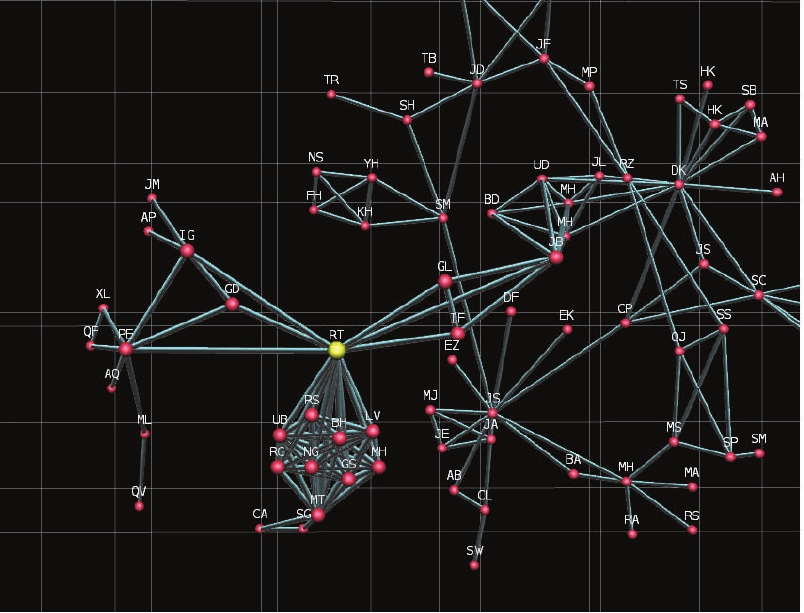 JF
TB
JD
MP
HK
TR
TS
SB
SH
HK
MA
NS
YH
UD
JL
RZ
DK
AH
JM
FH
MH
BD
KH
SM
AP
MH
IG
JB
JS
GL
SC
GD
XL
DF
CP
TF
EK
SS
QF
PF
RT
EZ
OJ
AQ
RS
MJ
JS
UB
BH
LV
ML
JA
MS
JE
RG
NG
GS
MH
BA
MH
SP
SM
AB
MA
QV
MT
CL
CA
SG
RS
SW